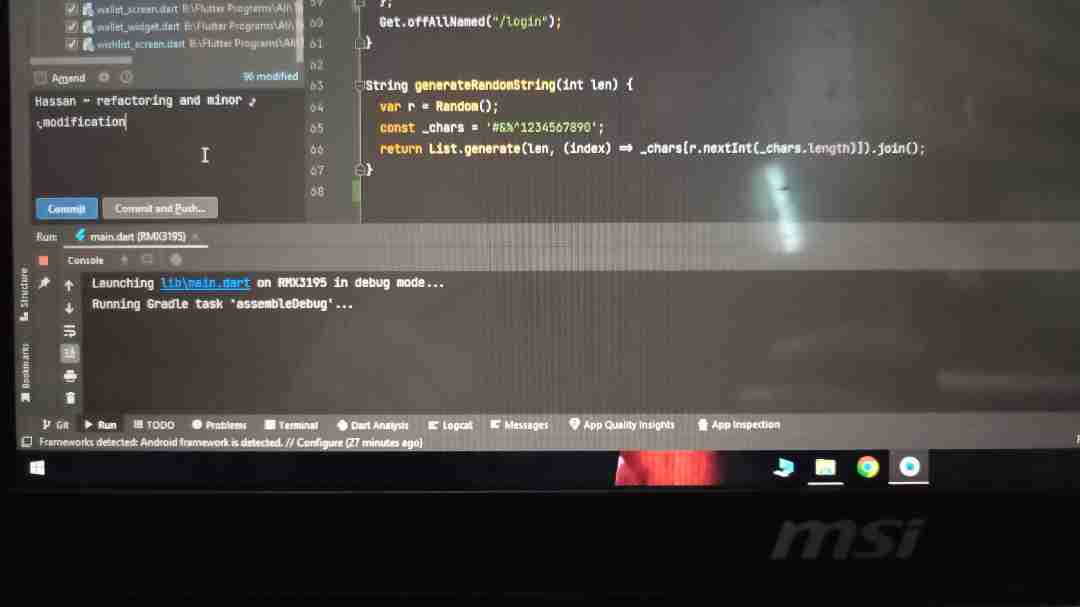 wallet_screen.dart B:\Flutter Programs\Ali\
wallet_widget.dart B:\Flutter Programs\Ali\
wishlist_screen.dart B:\Flutter Programs\Ali\
Amend
96 modified
Hassan ~ refactoring and minor
modification
Commit
Commit and Push...
60 Get.offAllNamed("/login");
61 }
62
63 String generateRandomString(int len) {
64 var r = Random();
65 const _chars = '#&%^1234567890';
66 return List.generate(len, (index) => _chars[r.nextInt(_chars.length)]).join();
67 }
68
Run: main.dart (RMX3195)
Console
Structure
Bookmarks
Launching lib\main.dart on RMX3195 in debug mode...
Running Gradle task 'assembleDebug'...
Git Run TODO Problems Terminal Dart Analysis Logcat Messages App Quality Insights App Inspection
Frameworks detected: Android framework is detected. // Configure (27 minutes ago)
msi